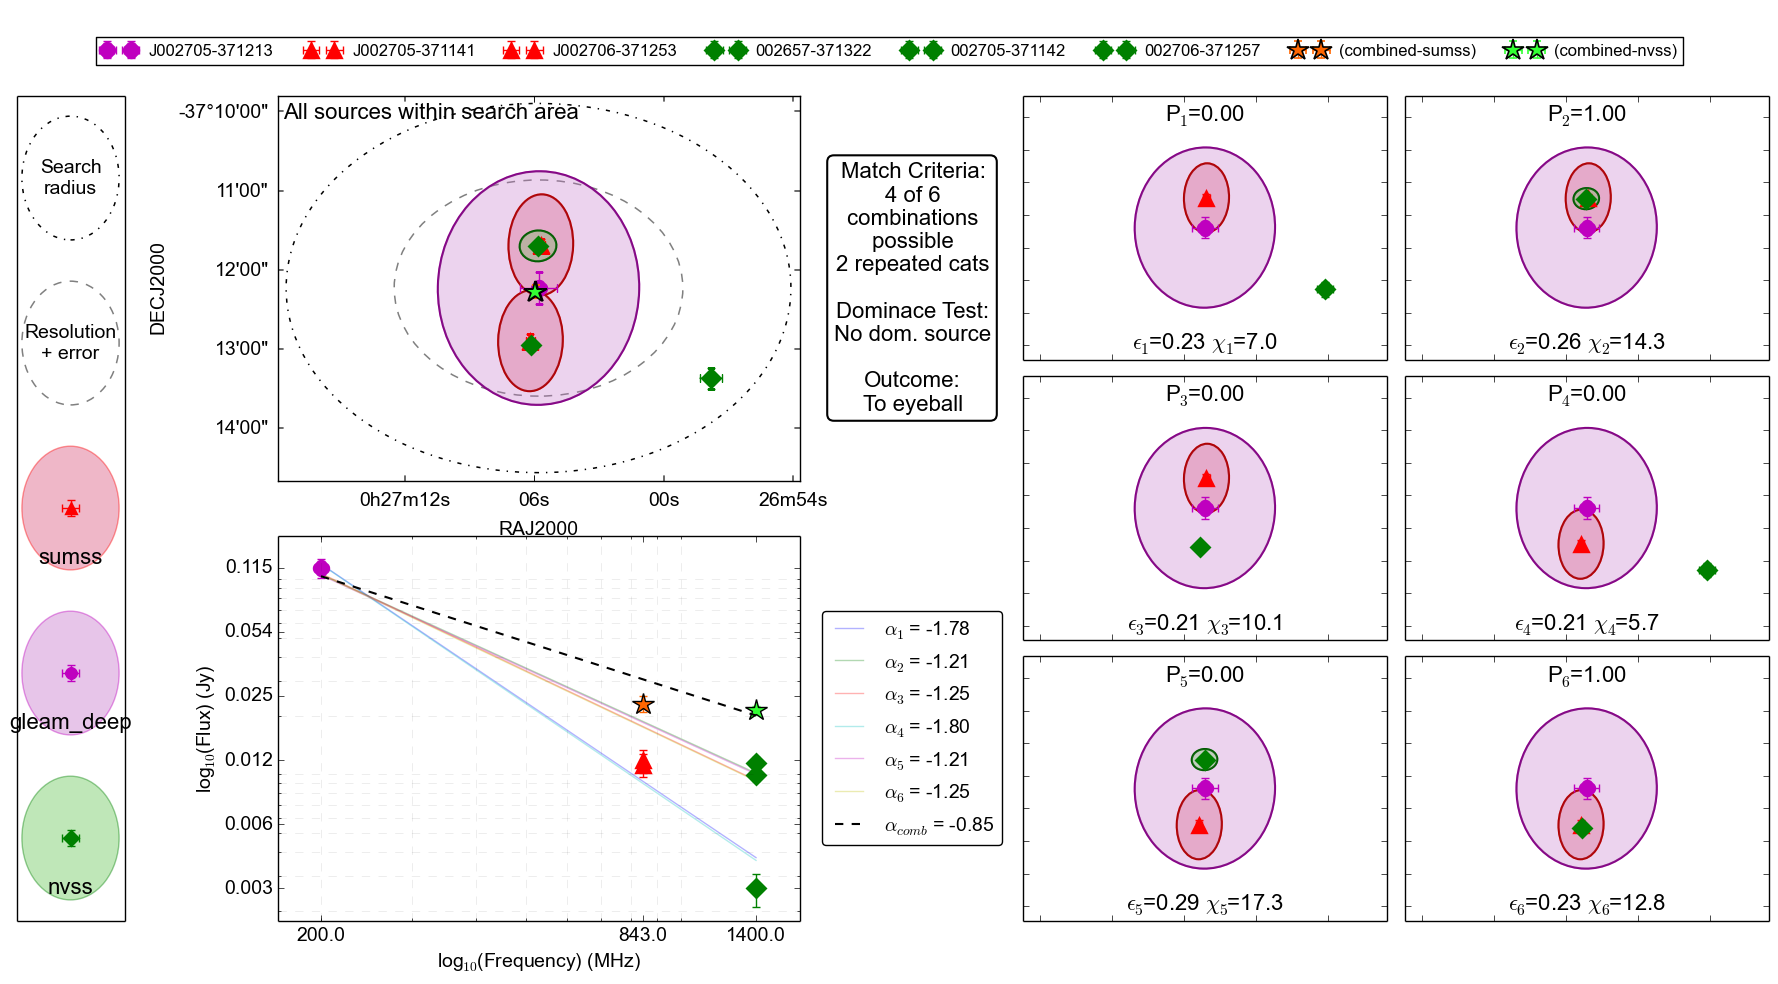 J002705-371213 J002705-371141 J002706-371253 002657-371322 002705-371142 002706-371257 (combined-sumss) (combined-nvss)
Search
radius
Resolution
+ error
sumss
gleam_deep
nvss
All sources within search area
-37°10'00"
11'00"
12'00"
13'00"
14'00"
DECJ2000
0h27m12s 06s 00s 26m54s
RAJ2000
Match Criteria:
4 of 6
combinations
possible
2 repeated cats
Dominace Test:
No dom. source
Outcome:
To eyeball
0.115
0.054
0.025
0.012
0.006
0.003
log10(Flux) (Jy)
200.0 843.0 1400.0
log10(Frequency) (MHz)
α1 = -1.78
α2 = -1.21
α3 = -1.25
α4 = -1.80
α5 = -1.21
α6 = -1.25
αcomb = -0.85
P1=0.00
ϵ1=0.23 χ1=7.0
P2=1.00
ϵ2=0.26 χ2=14.3
P3=0.00
ϵ3=0.21 χ3=10.1
P4=0.00
ϵ4=0.21 χ4=5.7
P5=0.00
ϵ5=0.29 χ5=17.3
P6=1.00
ϵ6=0.23 χ6=12.8